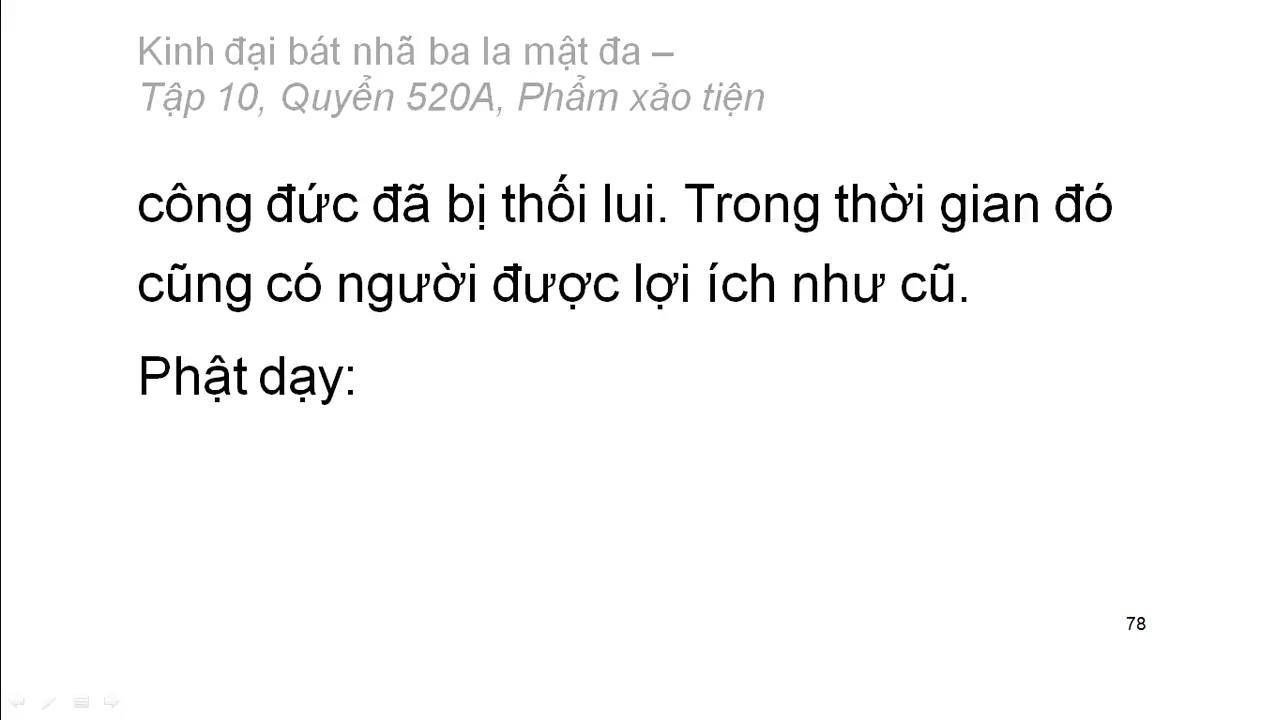 Kinh đại bát nhã ba la mật đa –
Tập 10, Quyển 520A, Phẩm xảo tiện
công đức đã bị thối lui. Trong thời gian đó
cũng có người được lợi ích như cũ.
Phật dạy:
78